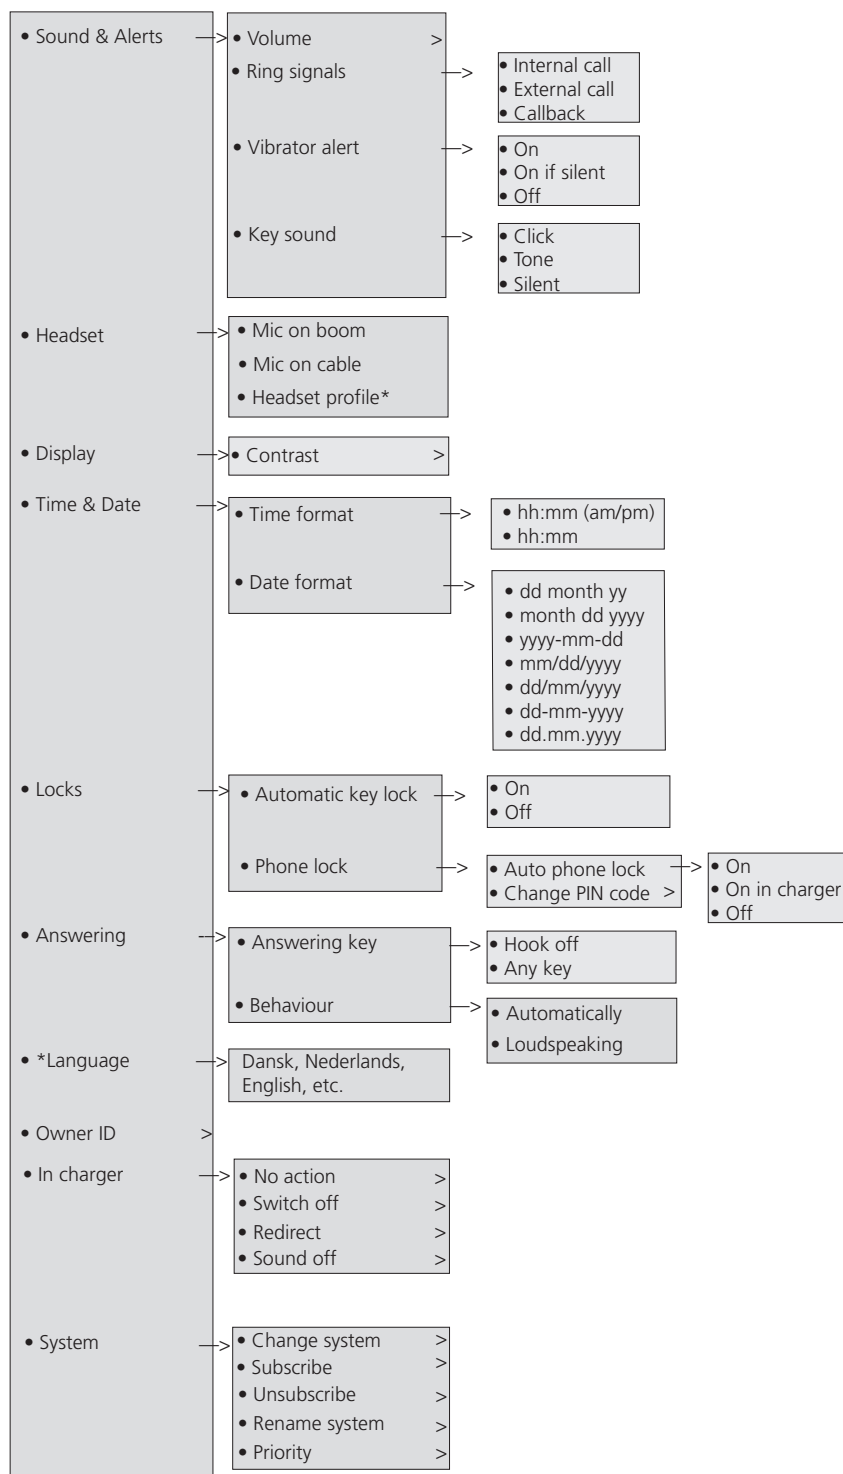 • Sound & Alerts —>
• Volume >
• Ring signals —>
• Internal call
• External call
• Callback
• Vibrator alert —>
• On
• On if silent
• Off
• Key sound —>
• Click
• Tone
• Silent
• Headset —>
• Mic on boom
• Mic on cable
• Headset profile*
• Display —>
• Contrast >
• Time & Date —>
• Time format —>
• hh:mm (am/pm)
• hh:mm
• Date format —>
• dd month yy
• month dd yyyy
• yyyy-mm-dd
• mm/dd/yyyy
• dd/mm/yyyy
• dd-mm-yyyy
• dd.mm.yyyy
• Locks —>
• Automatic key lock —>
• On
• Off
• Phone lock —>
• Auto phone lock —>
• On
• On in charger
• Off
• Change PIN code >
• Answering -->
• Answering key —>
• Hook off
• Any key
• Behaviour —>
• Automatically
• Loudspeaking
• *Language —>
Dansk, Nederlands,
English, etc.
• Owner ID >
• In charger —>
• No action >
• Switch off >
• Redirect >
• Sound off >
• System —>
• Change system >
• Subscribe >
• Unsubscribe >
• Rename system >
• Priority >